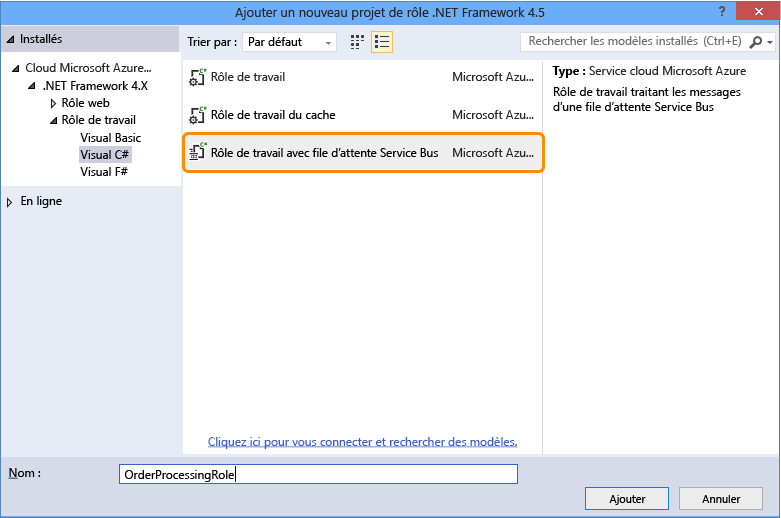 Ajouter un nouveau projet de rôle .NET Framework 4.5
?
Installés
Trier par : Par défaut
Rechercher les modèles installés (Ctrl+E)
Cloud Microsoft Azure...
.NET Framework 4.X
Rôle web
Rôle de travail
Visual Basic
Visual C#
Visual F#
En ligne
Rôle de travail Microsoft Azu...
Rôle de travail du cache Microsoft Azu...
Rôle de travail avec file d'attente Service Bus Microsoft Azu...
Type : Service cloud Microsoft Azure
Rôle de travail traitant les messages
d'une file d'attente Service Bus
Cliquez ici pour vous connecter et rechercher des modèles.
Nom : OrderProcessingRole
Ajouter Annuler